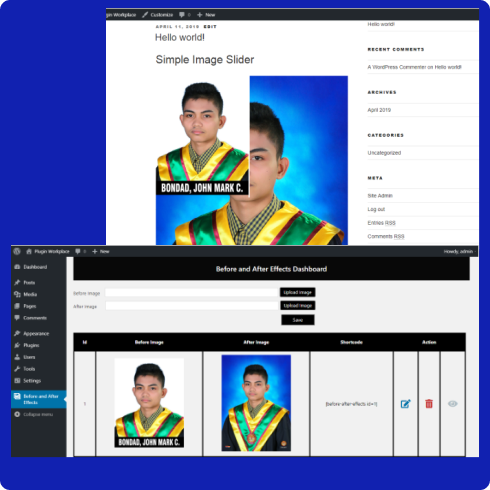 gin Workplace Customize 0 New
APRIL 11, 2019 EDIT
Hello world!
Simple Image Slider
BONDAD, JOHN MARK C.
Hello world!
RECENT COMMENTS
A WordPress Commenter on Hello world!
ARCHIVES
April 2019
CATEGORIES
Uncategorized
META
Site Admin
Log out
Entries RSS
Comments RSS
Plugin Workplace 0 New
Howdy, admin
Dashboard
Posts
Media
Pages
Comments
Appearance
Plugins
Users
Tools
Settings
Before and After
Effects
Collapse menu
Before and After Effects Dashboard
Before Image Upload Image
After Image Upload Image
Save
Id Before Image After Image Shortcode Action
1 [before-after-effects id=1]
BONDAD, JOHN MARK C.